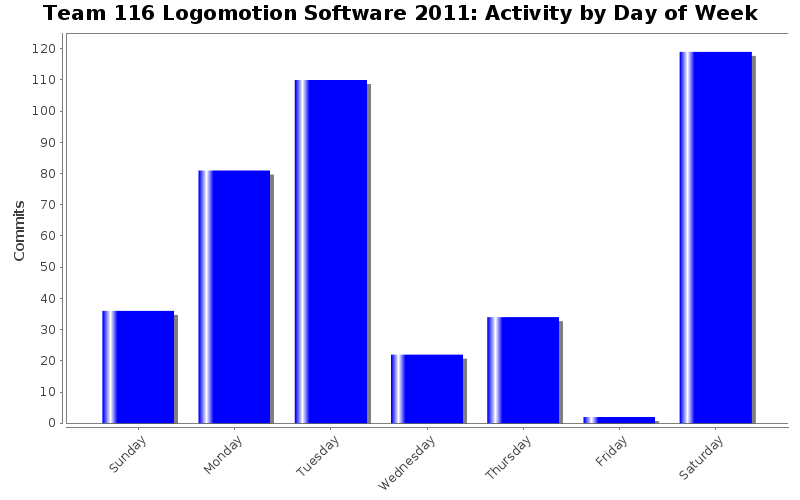 Team 116 Logomotion Software 2011: Activity by Day of Week
120
110
100
90
80
70
60
50
40
30
20
10
0
Commits
Sunday
Monday
Tuesday
Wednesday
Thursday
Friday
Saturday